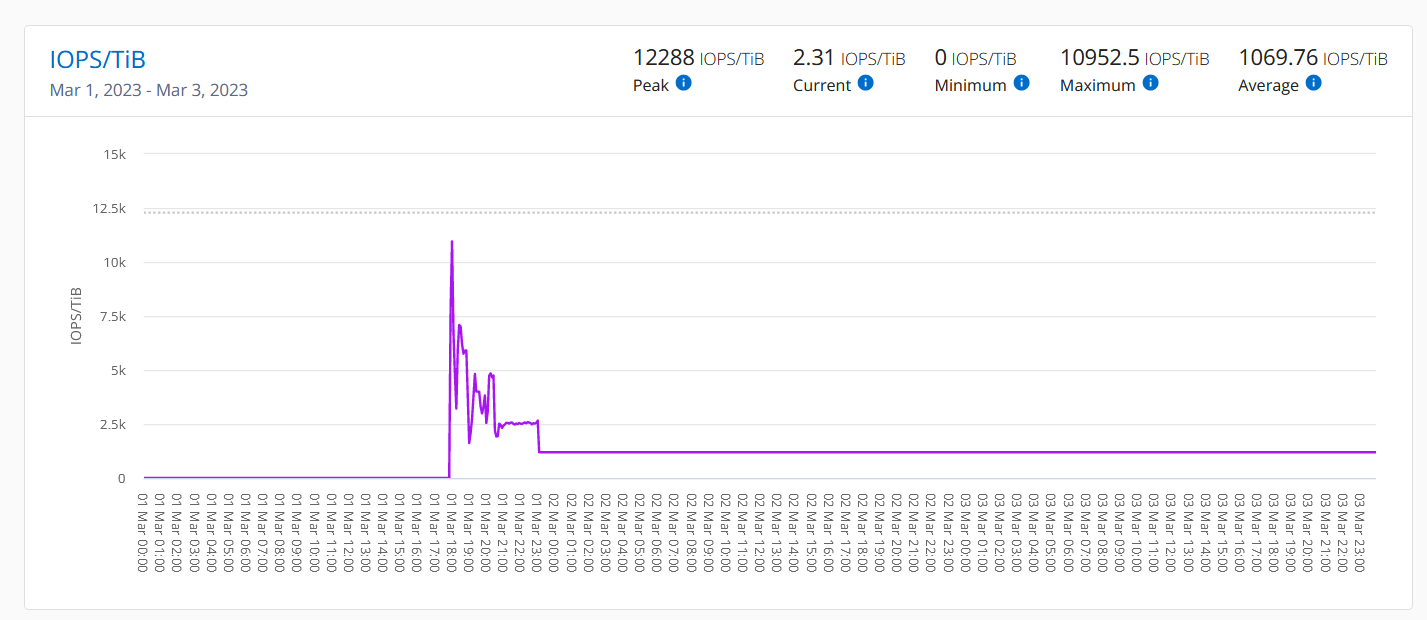 IOPS/TiB
Mar 1, 2023 - Mar 3, 2023
12288 IOPS/TiB
Peak
2.31 IOPS/TiB
Current
0 IOPS/TiB
Minimum
10952.5 IOPS/TiB
Maximum
1069.76 IOPS/TiB
Average
15k
12.5k
10k
7.5k
5k
2.5k
0
IOPS/TiB
01 Mar 00:00
01 Mar 01:00
01 Mar 02:00
01 Mar 03:00
01 Mar 04:00
01 Mar 05:00
01 Mar 06:00
01 Mar 07:00
01 Mar 08:00
01 Mar 09:00
01 Mar 10:00
01 Mar 11:00
01 Mar 12:00
01 Mar 13:00
01 Mar 14:00
01 Mar 15:00
01 Mar 16:00
01 Mar 17:00
01 Mar 18:00
01 Mar 19:00
01 Mar 20:00
01 Mar 21:00
01 Mar 22:00
01 Mar 23:00
02 Mar 00:00
02 Mar 01:00
02 Mar 02:00
02 Mar 03:00
02 Mar 04:00
02 Mar 05:00
02 Mar 06:00
02 Mar 07:00
02 Mar 08:00
02 Mar 09:00
02 Mar 10:00
02 Mar 11:00
02 Mar 12:00
02 Mar 13:00
02 Mar 14:00
02 Mar 15:00
02 Mar 16:00
02 Mar 17:00
02 Mar 18:00
02 Mar 19:00
02 Mar 20:00
02 Mar 21:00
02 Mar 22:00
02 Mar 23:00
03 Mar 00:00
03 Mar 01:00
03 Mar 02:00
03 Mar 03:00
03 Mar 04:00
03 Mar 05:00
03 Mar 06:00
03 Mar 07:00
03 Mar 08:00
03 Mar 09:00
03 Mar 10:00
03 Mar 11:00
03 Mar 12:00
03 Mar 13:00
03 Mar 14:00
03 Mar 15:00
03 Mar 16:00
03 Mar 17:00
03 Mar 18:00
03 Mar 19:00
03 Mar 20:00
03 Mar 21:00
03 Mar 22:00
03 Mar 23:00